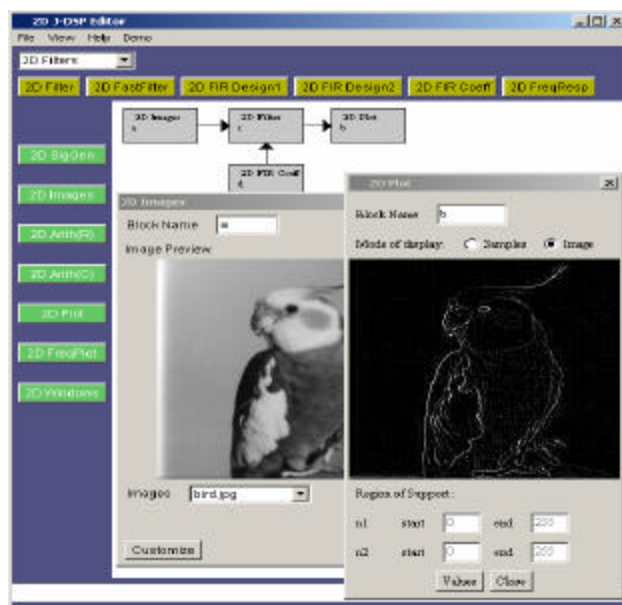 2D J-DSP Editor
File View Help Demo
2D Filters
2D Filter 2D FastFilter 2D FIR Design1 2D FIR Design2 2D FIR Coeff 2D FreqResp
2D Images
a
2D Filter
c
2D Plot
b
2D FIR Coeff
d
2D SigGen
2D Images
2D Arith(R)
2D Arith(C)
2D Plot
2D FreqPlot
2D Windows
2D Images
Block Name a
Image Preview
Images bird.jpg
Customize
2D Plot
Block Name b
Mode of display: Samples Image
Region of Support:
n1 start 0 end 255
n2 start 0 end 255
Values Close